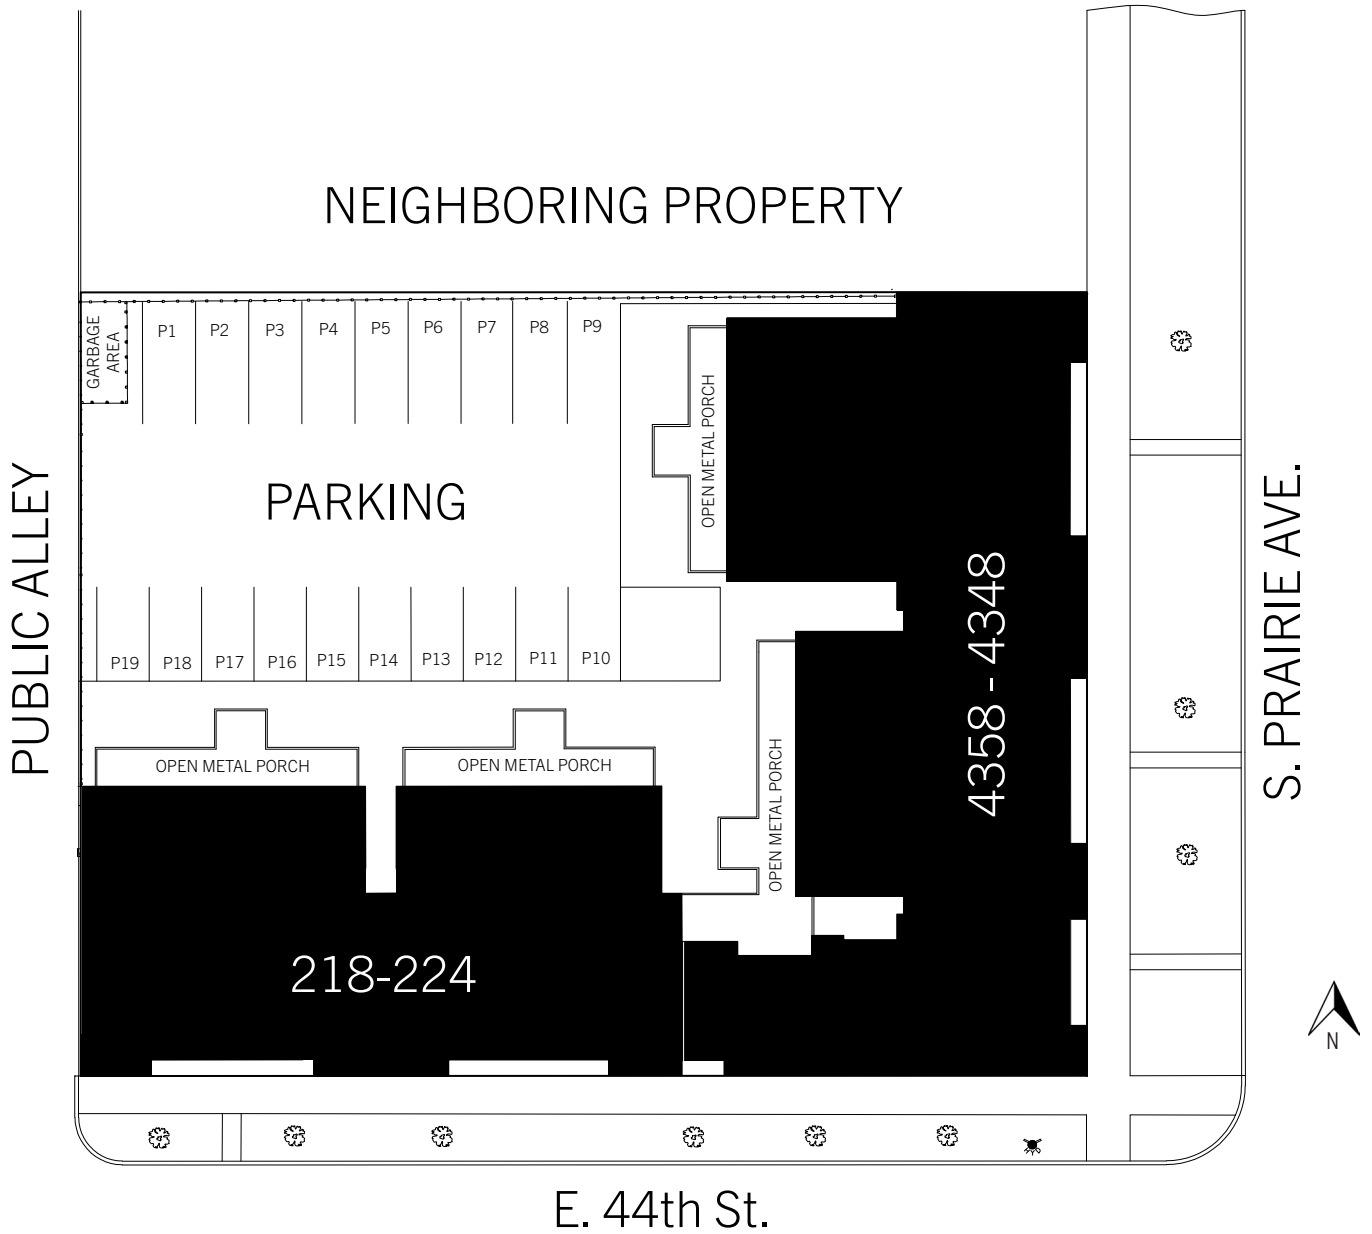 NEIGHBORING PROPERTY
GARBAGE
AREA
P1 P2 P3 P4 P5 P6 P7 P8 P9
OPEN METAL PORCH
PARKING
PUBLIC ALLEY
S. PRAIRIE AVE.
4358 - 4348
P19 P18 P17 P16 P15 P14 P13 P12 P11 P10
OPEN METAL PORCH
OPEN METAL PORCH
OPEN METAL PORCH
218-224
N
E. 44th St.